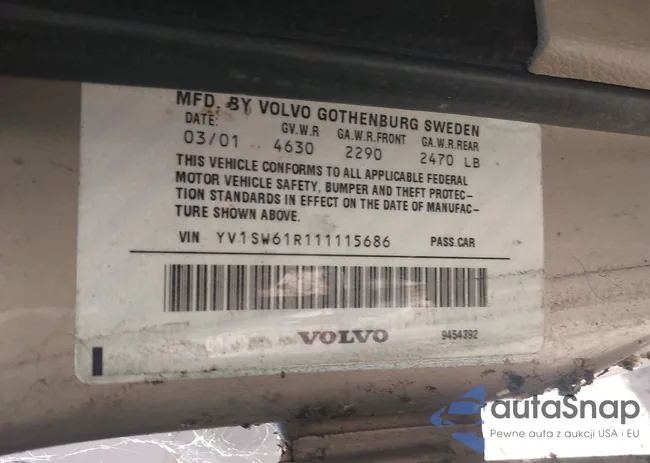 MFD. BY VOLVO GOTHENBURG SWEDEN
DATE: GV.W.R GA.W.R.FRONT GA.W.R.REAR
03/01 4630 2290 2470 LB
THIS VEHICLE CONFORMS TO ALL APPLICABLE FEDERAL
MOTOR VEHICLE SAFETY, BUMPER AND THEFT PROTEC-
TION STANDARDS IN EFFECT ON THE DATE OF MANUFAC-
TURE SHOWN ABOVE.
VIN YV1SW61R111115686 PASS.CAR
VOLVO 9454392
autaSnap
Pewne auta z aukcji USA i EU